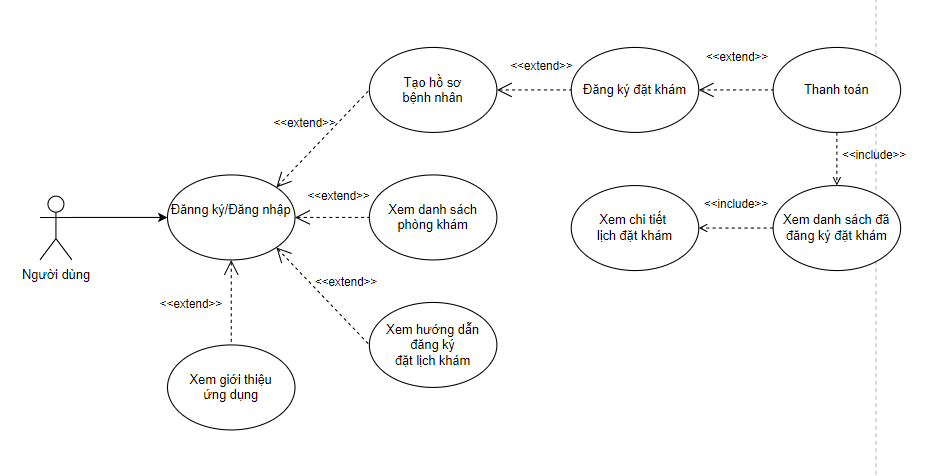 <<extend>>
<<extend>>
Tạo hồ sơ
bệnh nhân
Đăng ký đặt khám
Thanh toán
<<extend>>
<<include>>
Đănng ký/Đăng nhập
<<extend>>
Xem danh sách
phòng khám
Xem chi tiết
lịch đặt khám
<<include>>
Xem danh sách đã
đăng ký đặt khám
Người dùng
<<extend>>
<<extend>>
Xem hướng dẫn
đăng ký
đặt lịch khám
Xem giới thiệu
ứng dụng